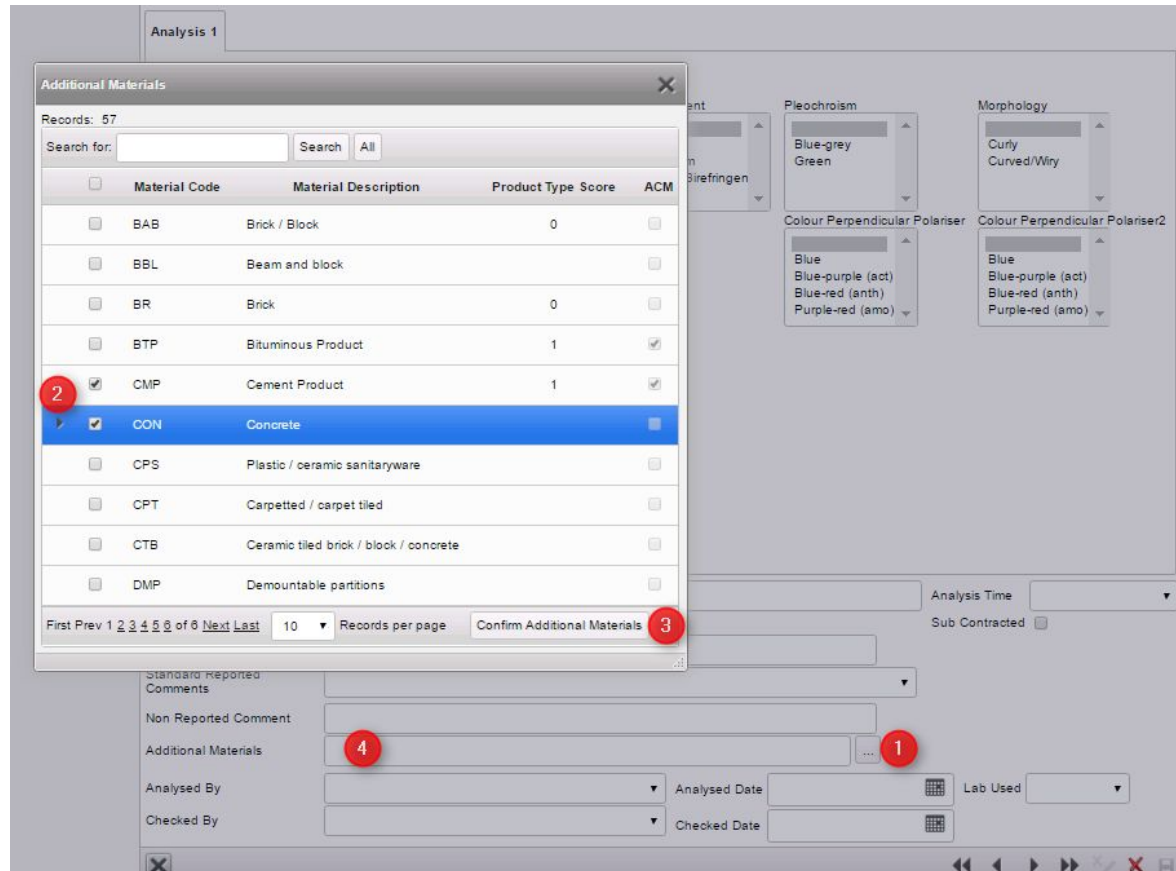 Analysis 1
Additional Materials
Records: 57
Search for: Search All
Material Code Material Description Product Type Score ACM
BAB Brick / Block 0
BBL Beam and block
BR Brick 0
BTP Bituminous Product 1
CMP Cement Product 1
2
CON Concrete
CPS Plastic / ceramic sanitaryware
CPT Carpetted / carpet tiled
CTB Ceramic tiled brick / block / concrete
DMP Demountable partitions
First Prev 1 2 3 4 5 6 of 6 Next Last 10 Records per page Confirm Additional Materials 3
Pleochroism
Blue-grey
Green
Morphology
Curly
Curved/Wiry
Colour Perpendicular Polariser
Blue
Blue-purple (act)
Blue-red (anth)
Purple-red (amo)
Colour Perpendicular Polariser2
Blue
Blue-purple (act)
Blue-red (anth)
Purple-red (amo)
Analysis Time
Sub Contracted
Standard Reported
Comments
Non Reported Comment
Additional Materials 4 ... 1
Analysed By Analysed Date Lab Used
Checked By Checked Date